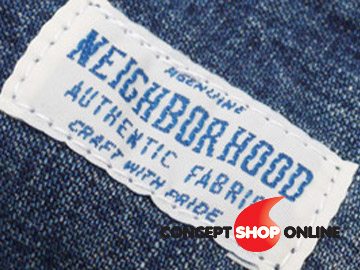 #GENUINE
NEIGHBORHOOD
AUTHENTIC FABRIC
CRAFT WITH PRIDE
CONCEPT SHOP ONLINE.